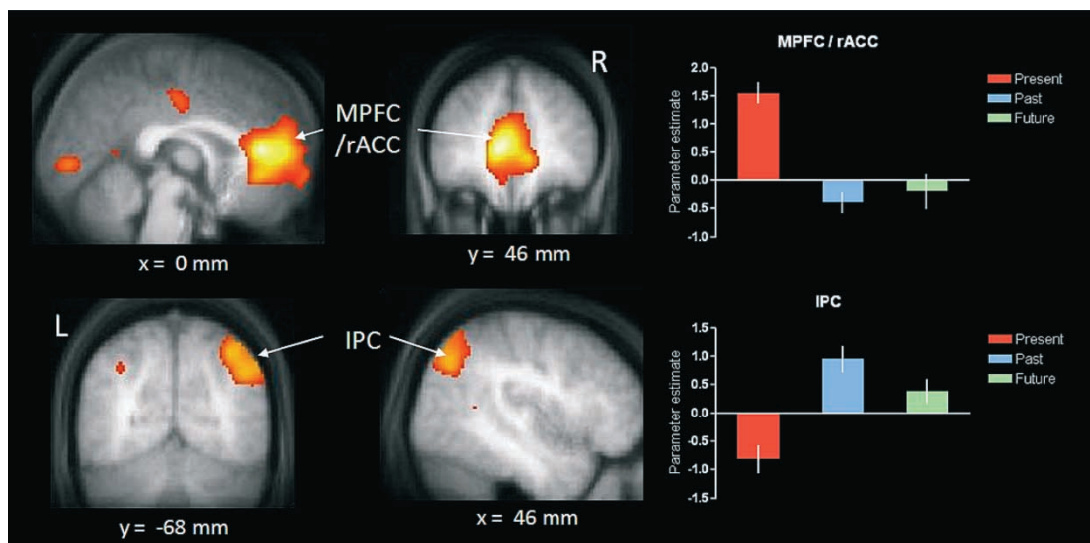 R
MPFC
/rACC
x = 0 mm
y = 46 mm
MPFC / rACC
Parameter estimate
2.0
1.5
1.0
0.5
0.0
-0.5
-1.0
Present
Past
Future
L
IPC
y = -68 mm
x = 46 mm
IPC
Parameter estimate
1.5
1.0
0.5
0.0
-0.5
-1.0
-1.5
Present
Past
Future